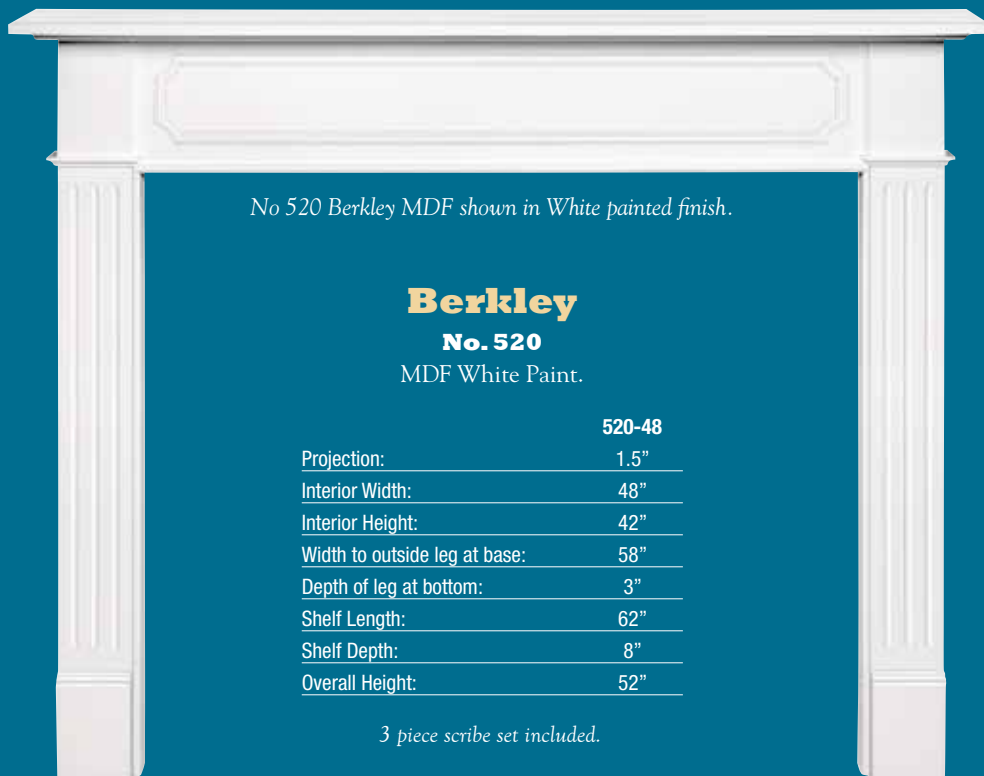 No 520 Berkley MDF shown in White painted finish.
Berkley
No. 520
MDF White Paint.
520-48
Projection: 1.5”
Interior Width: 48”
Interior Height: 42”
Width to outside leg at base: 58”
Depth of leg at bottom: 3”
Shelf Length: 62”
Shelf Depth: 8”
Overall Height: 52”
3 piece scribe set included.